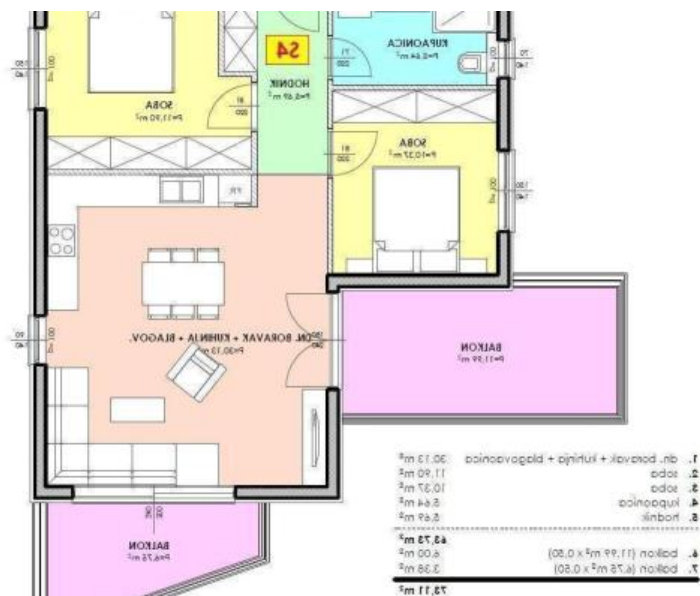 S4
KUPAONICA
P=5,64 m²
HODNIK
P=5,69 m²
SOBA
P=11,90 m²
SOBA
P=10,37 m²
FR
DN. BORAVAK + KUHINJA + BLAGOV.
P=30,13 m²
BALKON
P=11,99 m²
BALKON
P=6,75 m²
1. dn. boravak + kuhinja + blagovaonica 30.13 m²
2. soba 11.90 m²
3. soba 10.37 m²
4. kupaonica 5.64 m²
5. hodnik 5.69 m²
63,73 m²
6. balkon (11,99 m² x 0,50) 6.00 m²
7. balkon (6,75 m² x 0,50) 3.38 m²
73,11 m²